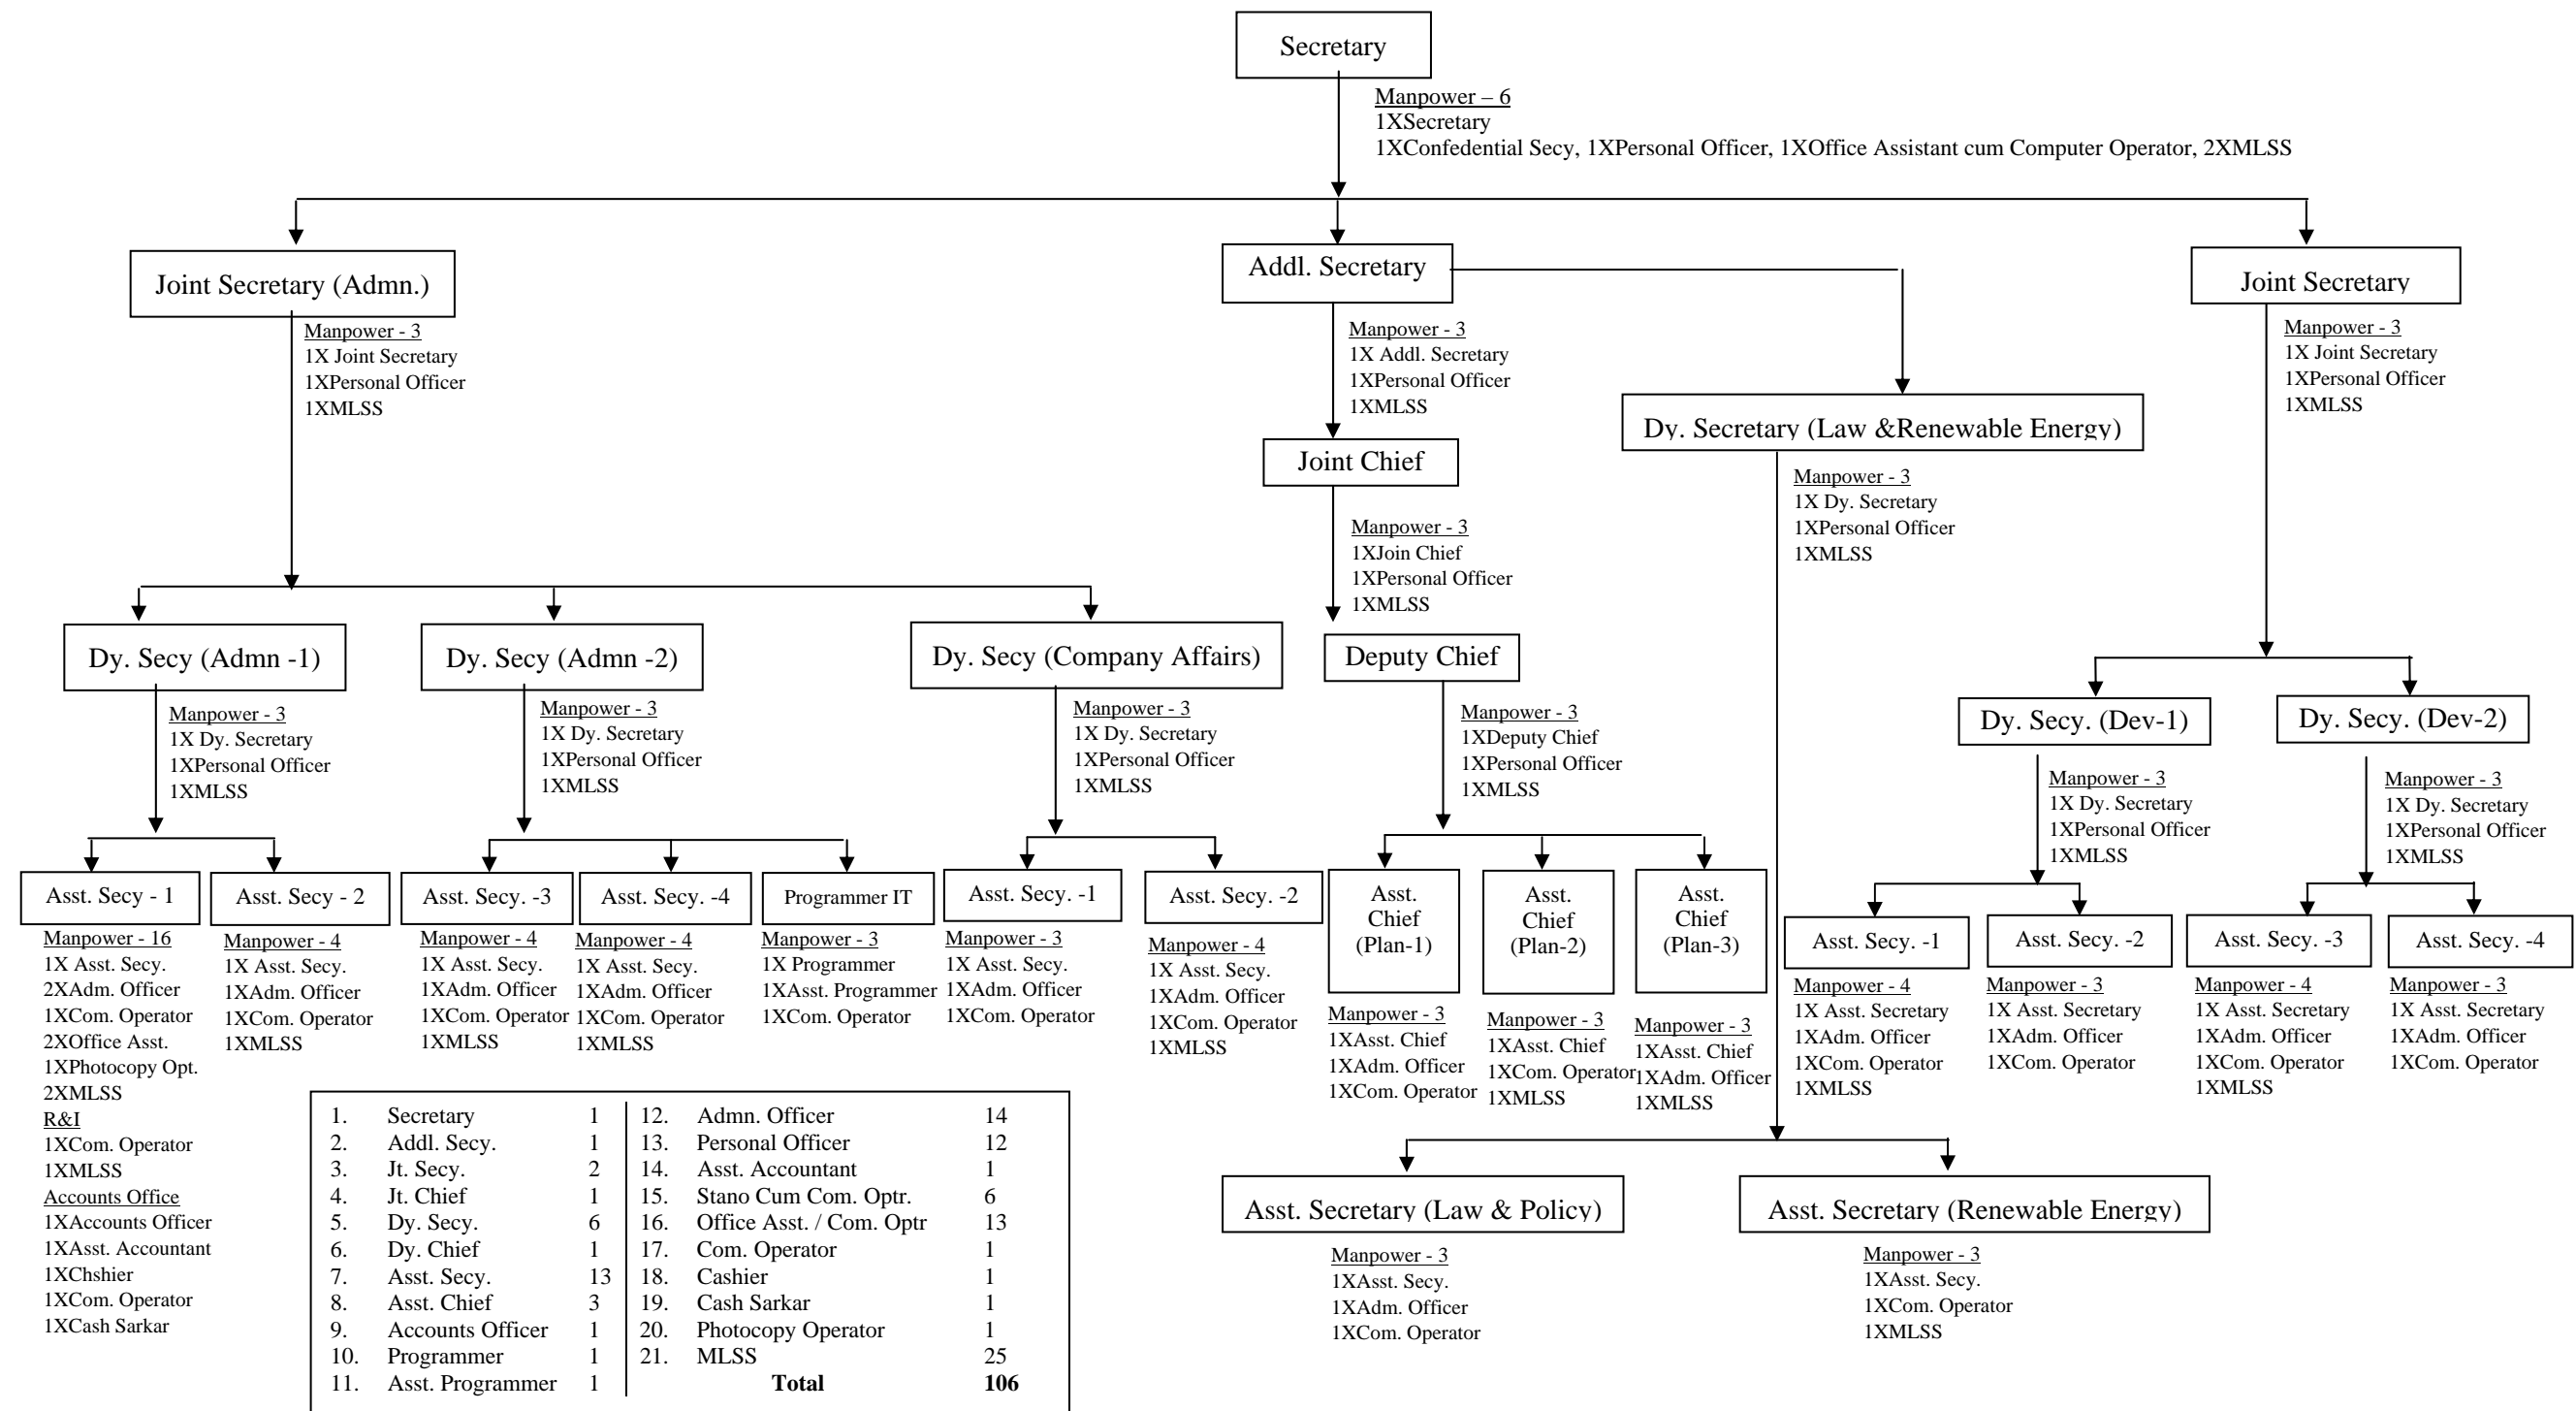 Secretary
Manpower – 6
1XSecretary
1XConfedential Secy, 1XPersonal Officer, 1XOffice Assistant cum Computer Operator, 2XMLSS
Joint Secretary (Admn.)
Manpower - 3
1X Joint Secretary
1XPersonal Officer
1XMLSS
Addl. Secretary
Manpower - 3
1X Addl. Secretary
1XPersonal Officer
1XMLSS
Joint Secretary
Manpower - 3
1X Joint Secretary
1XPersonal Officer
1XMLSS
Joint Chief
Manpower - 3
1XJoin Chief
1XPersonal Officer
1XMLSS
Dy. Secretary (Law &Renewable Energy)
Manpower - 3
1X Dy. Secretary
1XPersonal Officer
1XMLSS
Dy. Secy (Admn -1)
Manpower - 3
1X Dy. Secretary
1XPersonal Officer
1XMLSS
Dy. Secy (Admn -2)
Manpower - 3
1X Dy. Secretary
1XPersonal Officer
1XMLSS
Dy. Secy (Company Affairs)
Manpower - 3
1X Dy. Secretary
1XPersonal Officer
1XMLSS
Deputy Chief
Manpower - 3
1XDeputy Chief
1XPersonal Officer
1XMLSS
Dy. Secy. (Dev-1)
Manpower - 3
1X Dy. Secretary
1XPersonal Officer
1XMLSS
Dy. Secy. (Dev-2)
Manpower - 3
1X Dy. Secretary
1XPersonal Officer
1XMLSS
Asst. Secy - 1
Manpower - 16
1X Asst. Secy.
2XAdm. Officer
1XCom. Operator
2XOffice Asst.
1XPhotocopy Opt.
2XMLSS
R&I
1XCom. Operator
1XMLSS
Accounts Office
1XAccounts Officer
1XAsst. Accountant
1XChshier
1XCom. Operator
1XCash Sarkar
Asst. Secy - 2
Manpower - 4
1X Asst. Secy.
1XAdm. Officer
1XCom. Operator
1XMLSS
Asst. Secy. -3
Manpower - 4
1X Asst. Secy.
1XAdm. Officer
1XCom. Operator
1XMLSS
Asst. Secy. -4
Manpower - 4
1X Asst. Secy.
1XAdm. Officer
1XCom. Operator
1XMLSS
Programmer IT
Manpower - 3
1X Programmer
1XAsst. Programmer
1XCom. Operator
Asst. Secy. -1
Manpower - 3
1X Asst. Secy.
1XAdm. Officer
1XCom. Operator
Asst. Secy. -2
Manpower - 4
1X Asst. Secy.
1XAdm. Officer
1XCom. Operator
1XMLSS
Asst.
Chief
(Plan-1)
Manpower - 3
1XAsst. Chief
1XAdm. Officer
1XCom. Operator
Asst.
Chief
(Plan-2)
Manpower - 3
1XAsst. Chief
1XCom. Operator
1XMLSS
Asst.
Chief
(Plan-3)
Manpower - 3
1XAsst. Chief
1XAdm. Officer
1XMLSS
Asst. Secy. -1
Manpower - 4
1X Asst. Secretary
1XAdm. Officer
1XCom. Operator
1XMLSS
Asst. Secy. -2
Manpower - 3
1X Asst. Secretary
1XAdm. Officer
1XCom. Operator
Asst. Secy. -3
Manpower - 4
1X Asst. Secretary
1XAdm. Officer
1XCom. Operator
1XMLSS
Asst. Secy. -4
Manpower - 3
1X Asst. Secretary
1XAdm. Officer
1XCom. Operator
Asst. Secretary (Law & Policy)
Manpower - 3
1XAsst. Secy.
1XAdm. Officer
1XCom. Operator
Asst. Secretary (Renewable Energy)
Manpower - 3
1XAsst. Secy.
1XCom. Operator
1XMLSS
1. Secretary 1
2. Addl. Secy. 1
3. Jt. Secy. 2
4. Jt. Chief 1
5. Dy. Secy. 6
6. Dy. Chief 1
7. Asst. Secy. 13
8. Asst. Chief 3
9. Accounts Officer 1
10. Programmer 1
11. Asst. Programmer 1
12. Admn. Officer 14
13. Personal Officer 12
14. Asst. Accountant 1
15. Stano Cum Com. Optr. 6
16. Office Asst. / Com. Optr 13
17. Com. Operator 1
18. Cashier 1
19. Cash Sarkar 1
20. Photocopy Operator 1
21. MLSS 25
Total 106